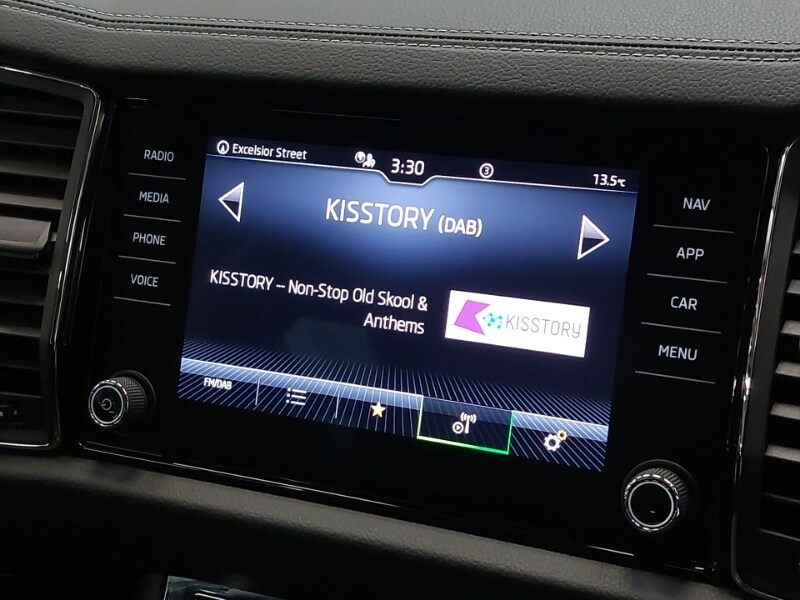 Excelsior Street
3:30
3
13.5°C
KISSTORY (DAB)
KISSTORY – Non-Stop Old Skool &
Anthems
KISSTORY
FM/DAB
RADIO
MEDIA
PHONE
VOICE
NAV
APP
CAR
MENU